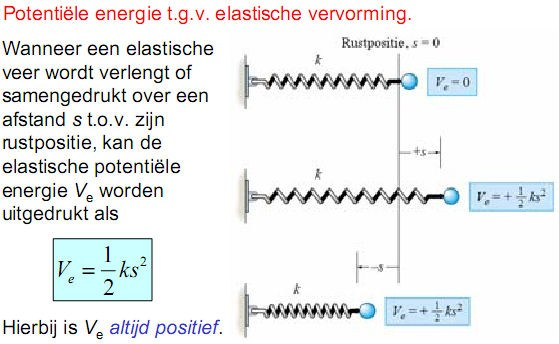 Potentiële energie t.g.v. elastische vervorming.
Wanneer een elastische
veer wordt verlengt of
samengedrukt over een
afstand s t.o.v. zijn
rustpositie, kan de
elastische potentiële
energie Ve worden
uitgedrukt als
Ve = 1/2 ks²
Hierbij is Ve altijd positief.
Rustpositie, s = 0
k
Ve = 0
+s
k
Ve = + 1/2 ks²
-s
k
Ve = + 1/2 ks²